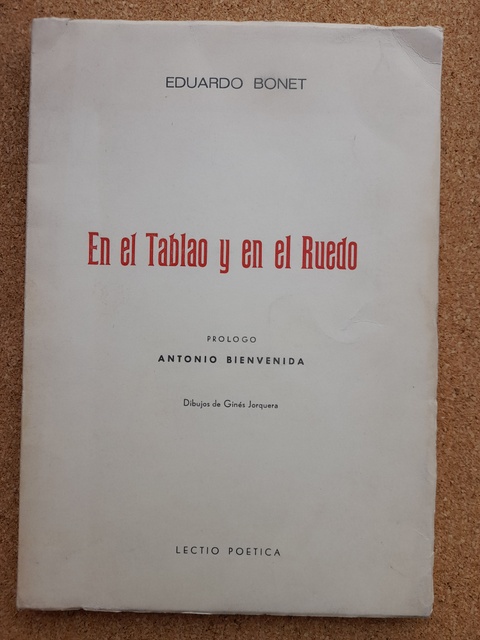 EDUARDO BONET
En el Tablao y en el Ruedo
PROLOGO
ANTONIO BIENVENIDA
Dibujos de Ginés Jorquera
LECTIO POETICA